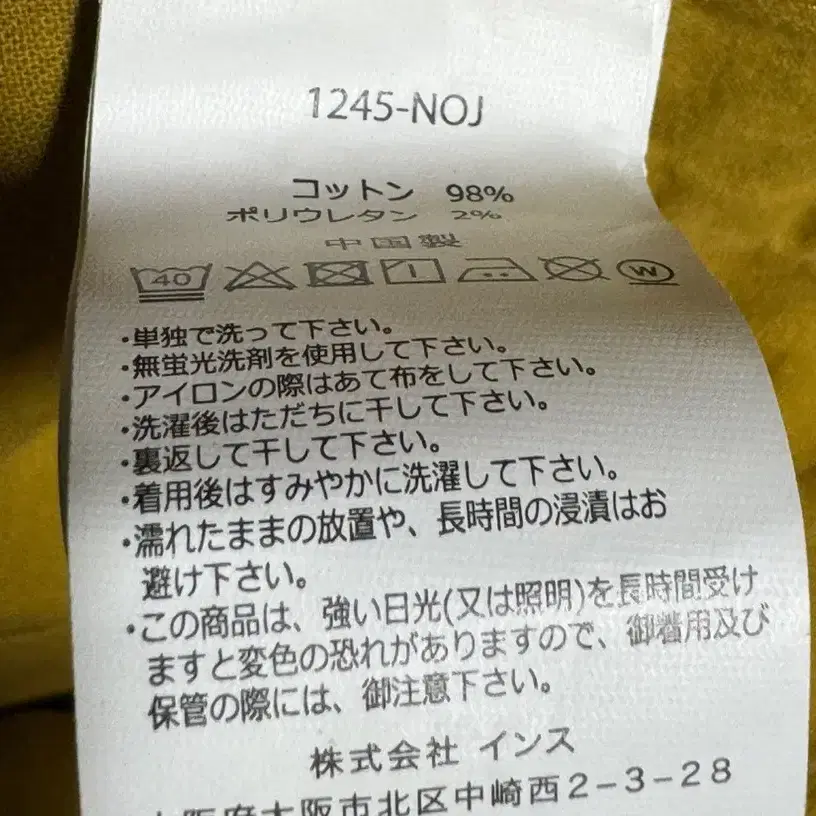 1245-NOJ
コットン 98%
ポリウレタン 2%
中国製
40 W
・単独で洗って下さい。
・無蛍光洗剤を使用して下さい。
・アイロンの際はあて布をして下さい。
・洗濯後はただちに干して下さい。
・裏返して干して下さい。
・着用後はすみやかに洗濯して下さい。
・濡れたままの放置や、長時間の浸漬はお
避け下さい。
・この商品は、強い日光(又は照明)を長時間受け
ますと変色の恐れがありますので、御着用及び
保管の際には、御注意下さい。
株式会社 インス
大阪府大阪市北区中崎西2-3-28